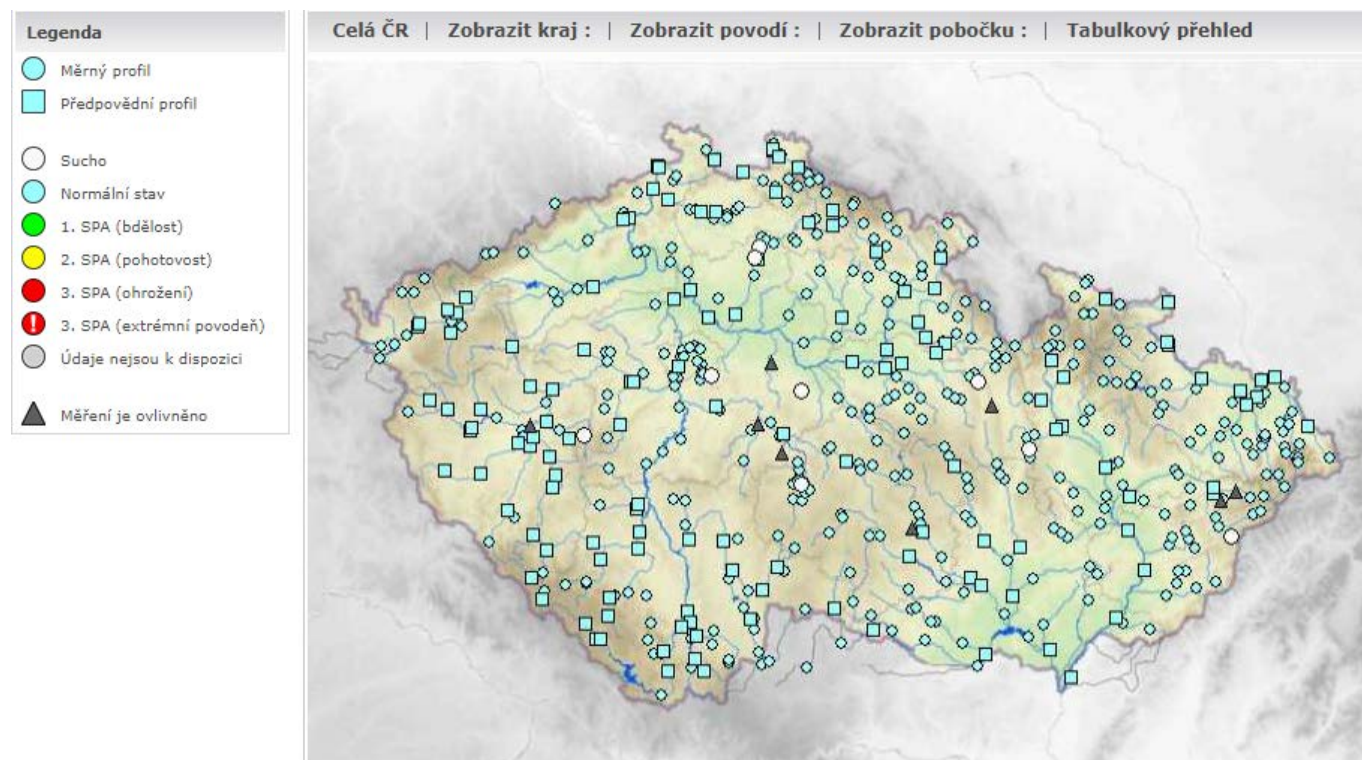 Legenda
Měrný profil
Předpovědní profil
Sucho
Normální stav
1. SPA (bdělost)
2. SPA (pohotovost)
3. SPA (ohrožení)
3. SPA (extrémní povodeň)
Údaje nejsou k dispozici
Měření je ovlivněno
Celá ČR | Zobrazit kraj : | Zobrazit povodí : | Zobrazit pobočku : | Tabulkový přehled